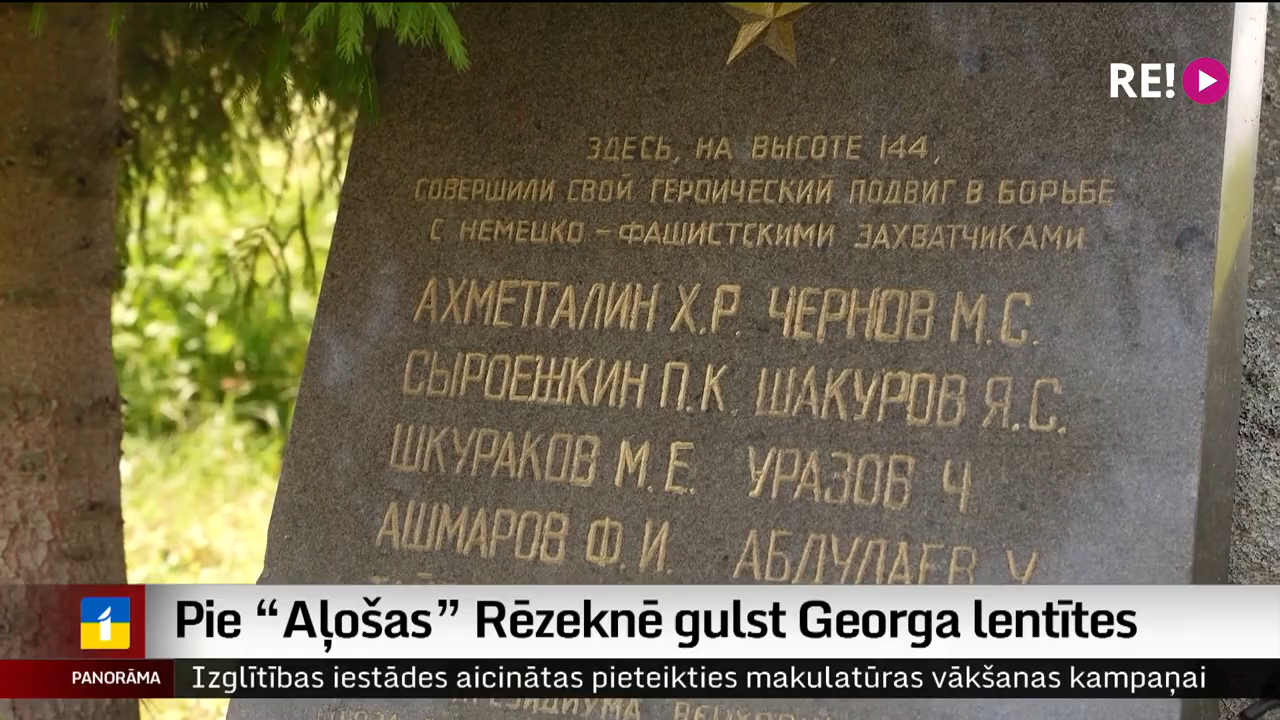 RE!
ЗДЕСЬ, НА ВЫСОТЕ 144,
СОВЕРШИЛИ СВОЙ ГЕРОИЧЕСКИЙ ПОДВИГ В БОРЬБЕ
С НЕМЕЦКО – ФАШИСТСКИМИ ЗАХВАТЧИКАМИ
АХМЕТГАЛИН Х.Р. ЧЕРНОВ М.С.
СЫРОЕЖКИН П.К. ШАКУРОВ Я.С.
ШКУРАКОВ М.Е. УРАЗОВ Ч
АШМАРОВ Ф.И. АБДУЛАЕВ У
1
Pie “Aļošas” Rēzeknē gulst Georga lentītes
PANORĀMA
Izglītības iestādes aicinātas pieteikties makulatūras vākšanas kampaņai